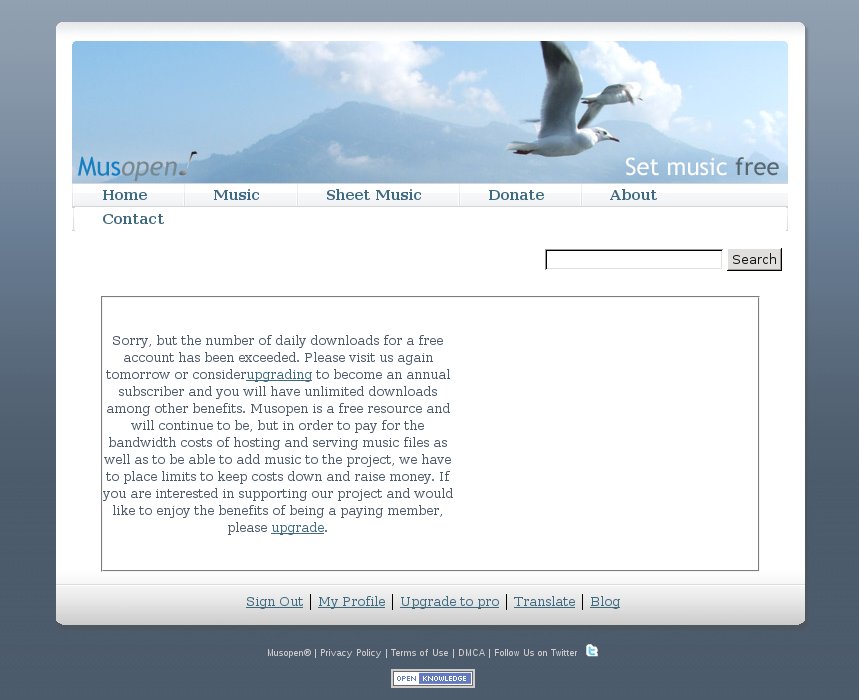 Musopen
Set music free
Home Music Sheet Music Donate About
Contact
Search
Sorry, but the number of daily downloads for a free
account has been exceeded. Please visit us again
tomorrow or considerupgrading to become an annual
subscriber and you will have unlimited downloads
among other benefits. Musopen is a free resource and
will continue to be, but in order to pay for the
bandwidth costs of hosting and serving music files as
well as to be able to add music to the project, we have
to place limits to keep costs down and raise money. If
you are interested in supporting our project and would
like to enjoy the benefits of being a paying member,
please upgrade.
Sign Out | My Profile | Upgrade to pro | Translate | Blog
Musopen® | Privacy Policy | Terms of Use | DMCA | Follow Us on Twitter
OPEN KNOWLEDGE